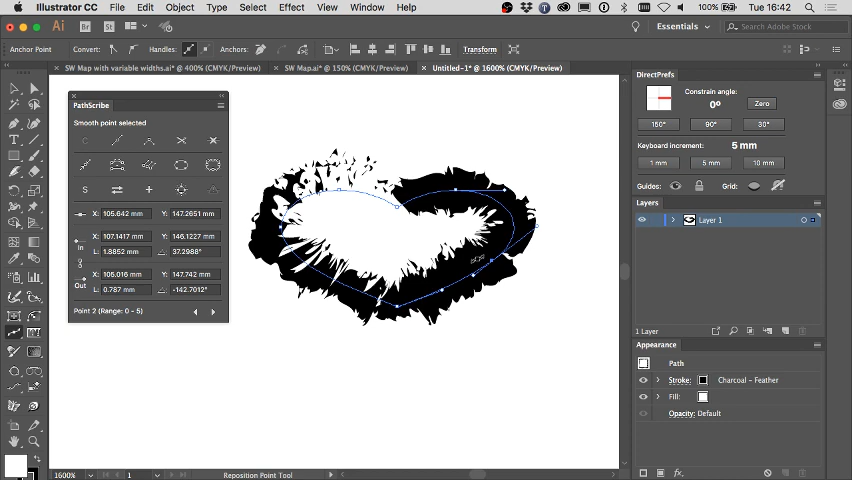 Illustrator CC File Edit Object Type Select Effect View Window Help 100% Tue 16:42
Ai Br St Essentials Search Adobe Stock
Anchor Point Convert: Handles: Anchors: Transform
SW Map with variable widths.ai* @ 400% (CMYK/Preview) SW Map.ai* @ 150% (CMYK/Preview) Untitled-1* @ 1600% (CMYK/Preview)
PathScribe
Smooth point selected
X: 105.642 mm Y: 147.2651 mm
X: 107.1417 mm Y: 146.1227 mm
In L: 1.8852 mm 37.2988°
X: 105.016 mm Y: 147.742 mm
Out L: 0.787 mm -142.7012°
Point 2 (Range: 0 - 5)
DirectPrefs
Constrain angle:
0° Zero
150° 90° 30°
Keyboard increment: 5 mm
1 mm 5 mm 10 mm
Guides: Grid:
Layers
Layer 1
1 Layer
Appearance
Path
Stroke: Charcoal - Feather
Fill:
Opacity: Default
1600% 1 Reposition Point Tool